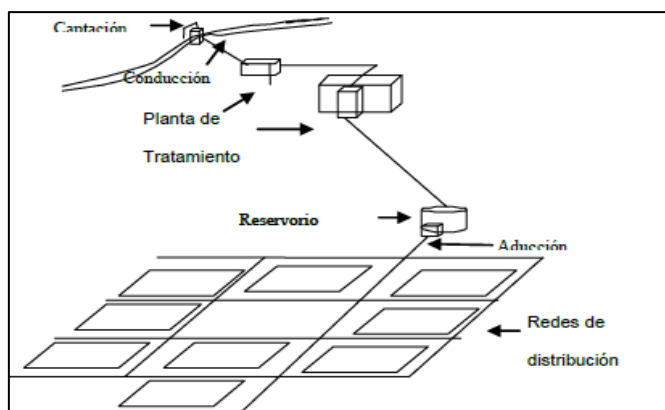 Captación
Conducción
Planta de
Tratamiento
Reservorio
Aducción
Redes de
distribución